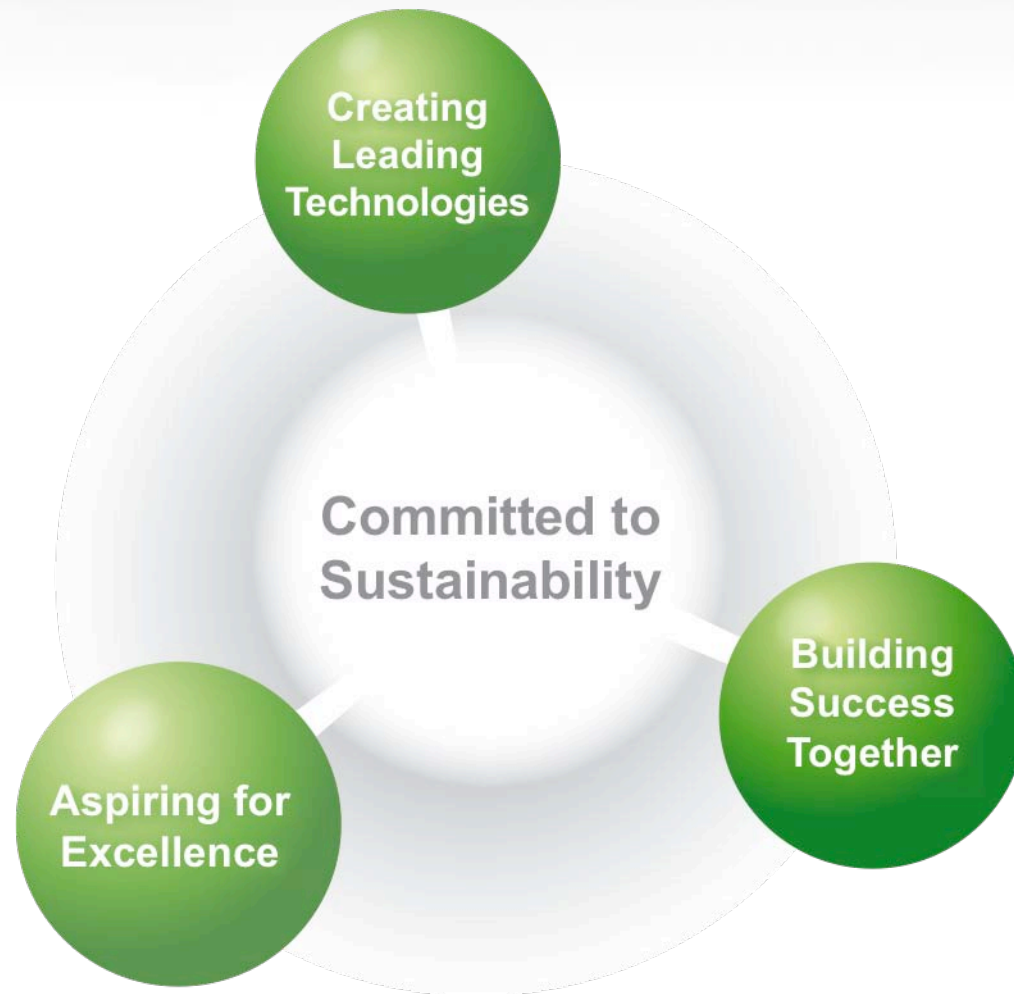 Creating
Leading
Technologies
Committed to
Sustainability
Building
Success
Together
Aspiring for
Excellence